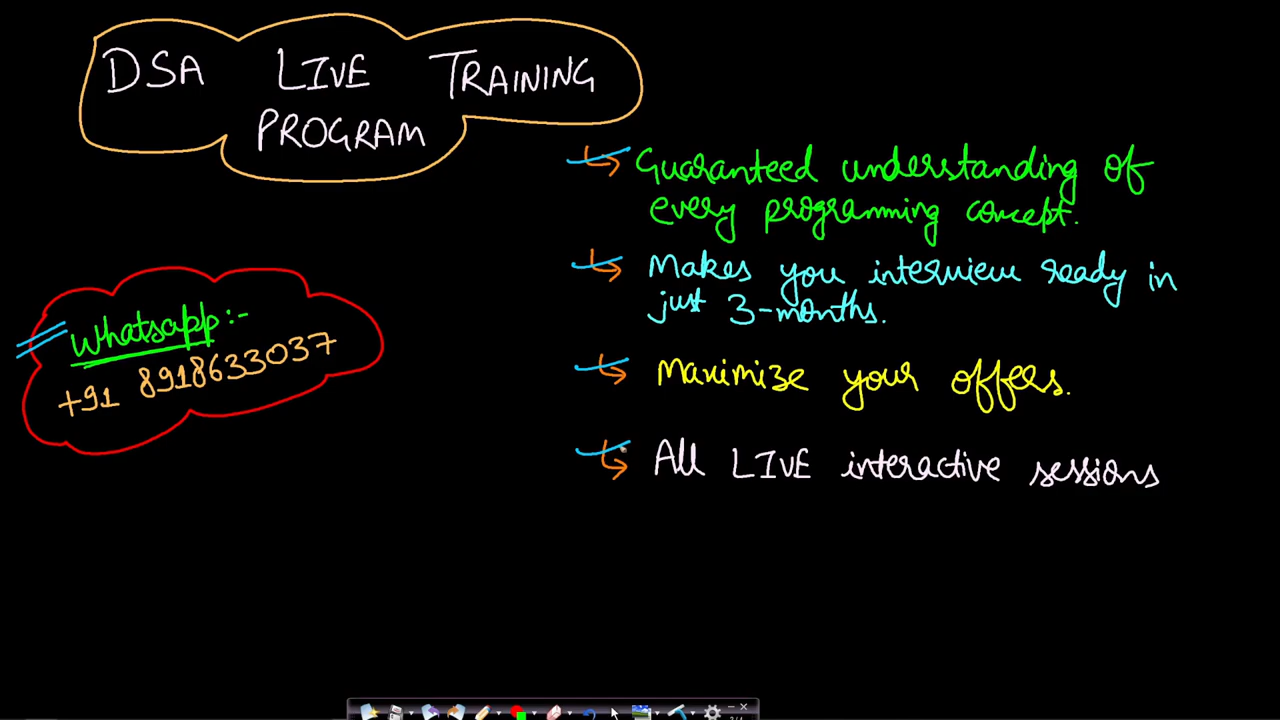 DSA LIVE TRAINING
PROGRAM
Guaranteed understanding of
every programming concept.
Makes you interview ready in
just 3-months.
Whatsapp :-
+91 8918633037
Maximize your offers.
All LIVE interactive sessions